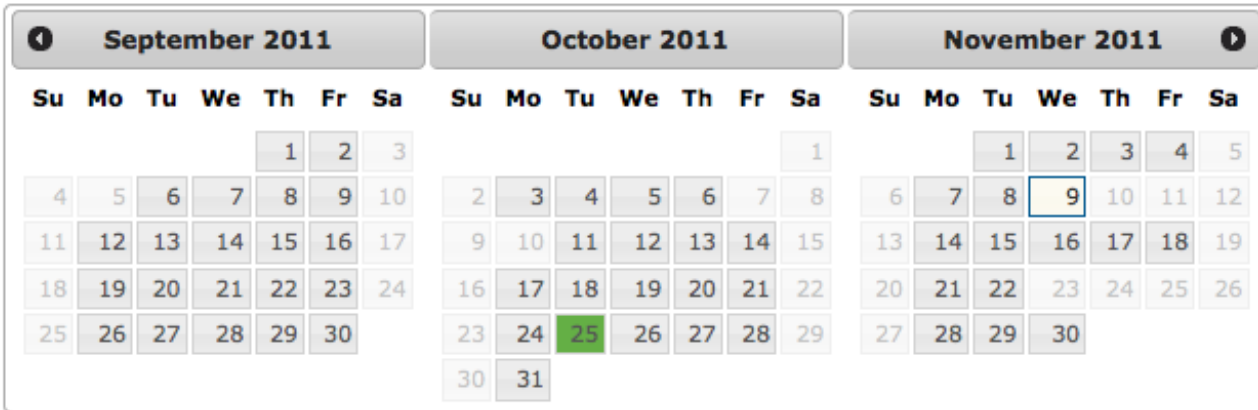 September 2011 October 2011 November 2011
Su Mo Tu We Th Fr Sa Su Mo Tu We Th Fr Sa Su Mo Tu We Th Fr Sa
1 2 3 1 1 2 3 4 5
4 5 6 7 8 9 10 2 3 4 5 6 7 8 6 7 8 9 10 11 12
11 12 13 14 15 16 17 9 10 11 12 13 14 15 13 14 15 16 17 18 19
18 19 20 21 22 23 24 16 17 18 19 20 21 22 20 21 22 23 24 25 26
25 26 27 28 29 30 23 24 25 26 27 28 29 27 28 29 30
30 31